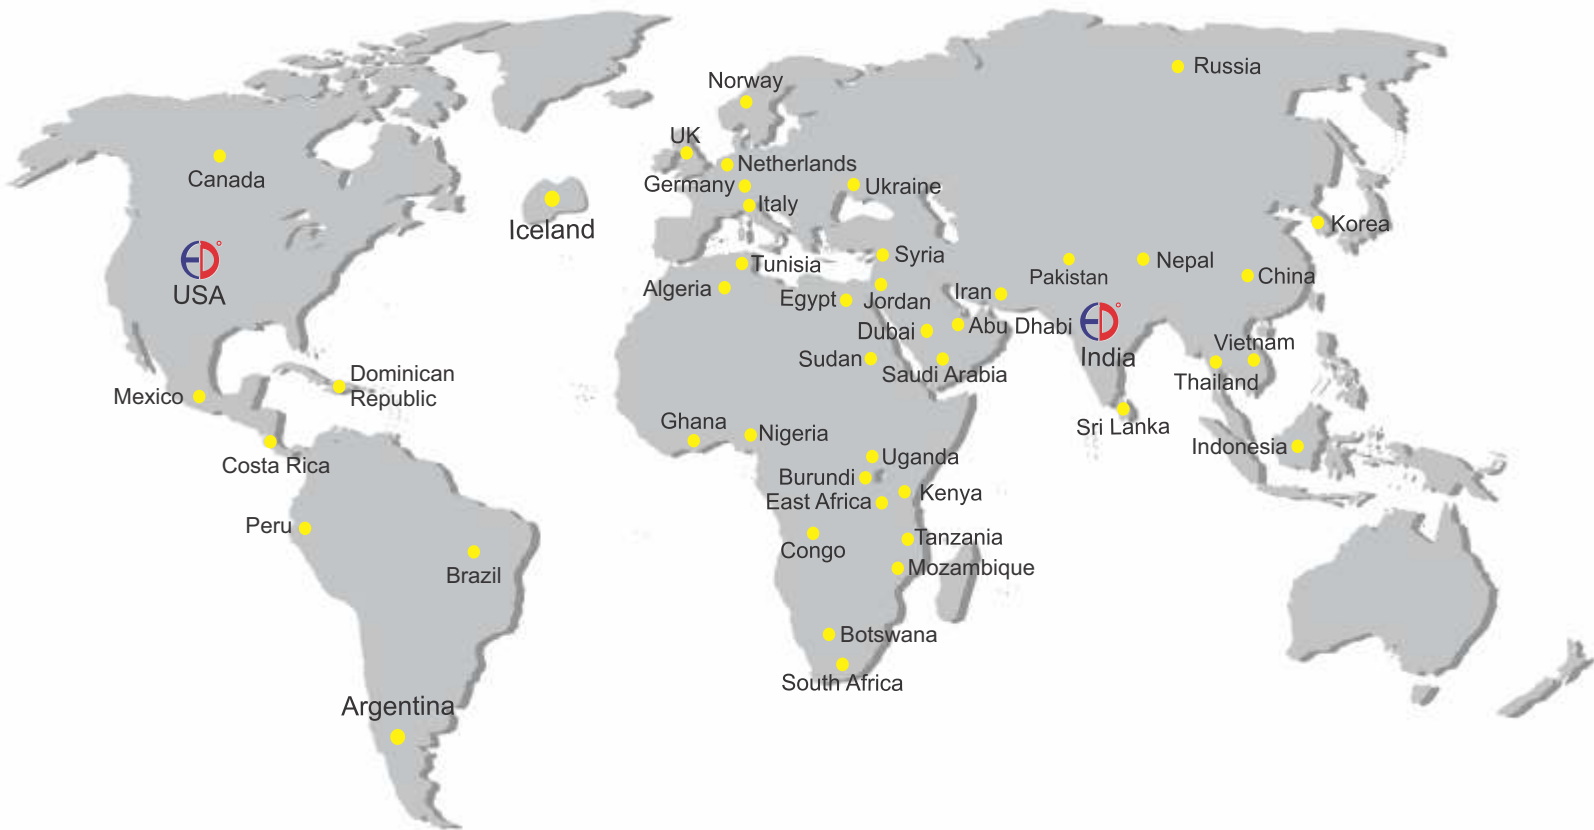 Russia
Norway
UK
Netherlands
Canada
Germany
Ukraine
Italy
Iceland
Korea
Syria
Tunisia
Nepal
Pakistan
China
Algeria
USA
Egypt
Jordan
Iran
Dubai
Abu Dhabi
Vietnam
India
Sudan
Saudi Arabia
Thailand
Dominican
Republic
Mexico
Ghana
Nigeria
Sri Lanka
Indonesia
Costa Rica
Uganda
Burundi
Kenya
East Africa
Peru
Tanzania
Congo
Mozambique
Brazil
Botswana
South Africa
Argentina